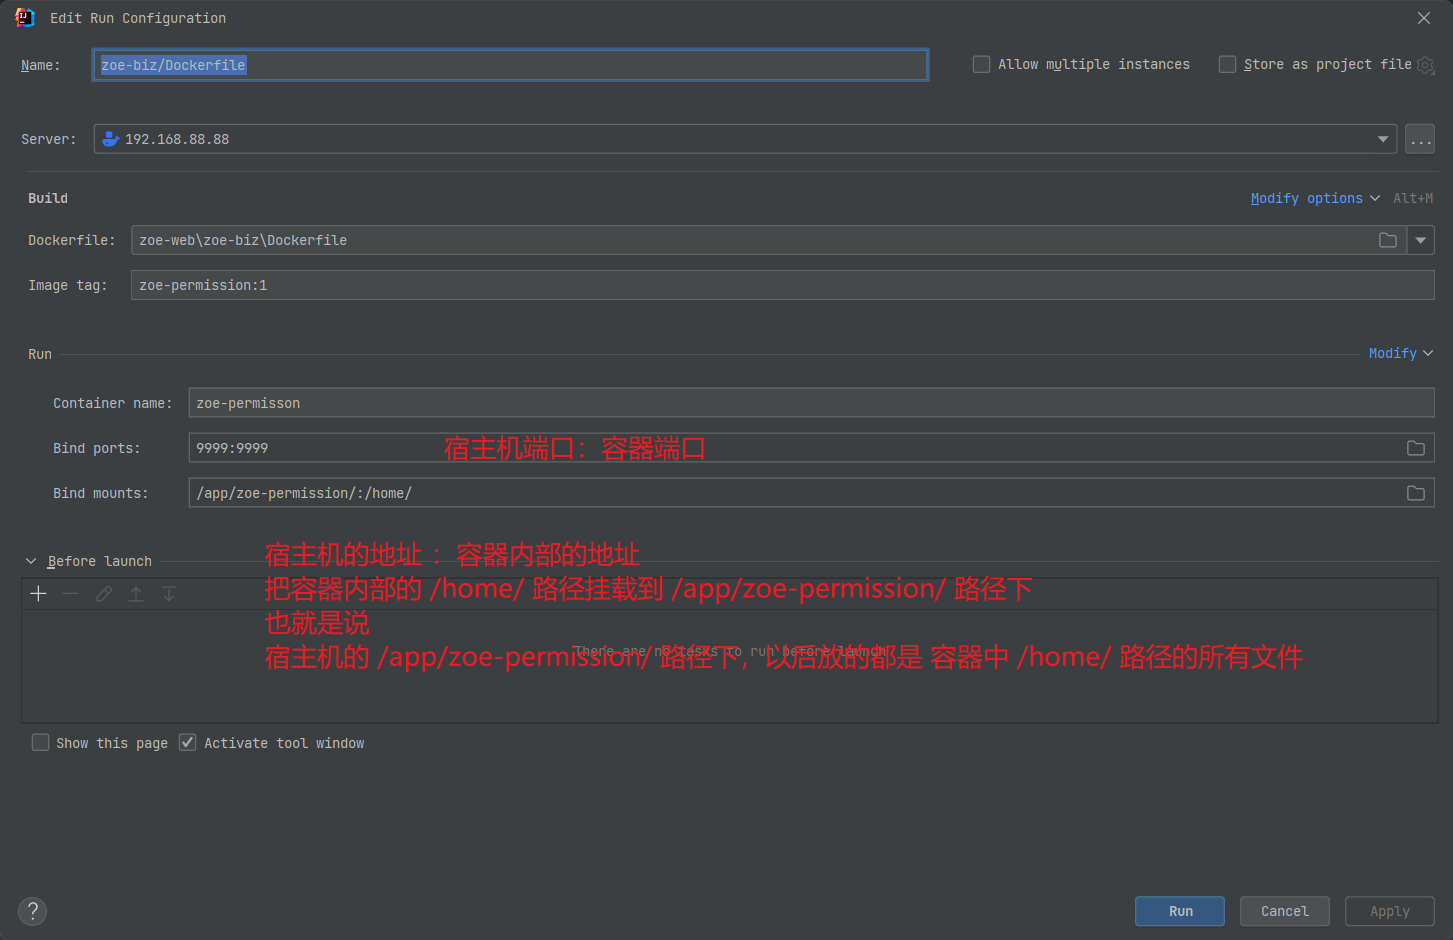 Edit Run Configuration
Name: zoe-biz/Dockerfile Allow multiple instances Store as project file
Server: 192.168.88.88 ...
Build Modify options Alt+M
Dockerfile: zoe-web\zoe-biz\Dockerfile
Image tag: zoe-permission:1
Run Modify
Container name: zoe-permisson
Bind ports: 9999:9999 宿主机端口：容器端口
Bind mounts: /app/zoe-permission/:/home/
Before launch
宿主机的地址 ：容器内部的地址
把容器内部的 /home/ 路径挂载到 /app/zoe-permission/ 路径下
也就是说
There are no tasks to run before launch
宿主机的 /app/zoe-permission/ 路径下，以后放的都是 容器中 /home/ 路径的所有文件
Show this page Activate tool window
? Run Cancel Apply